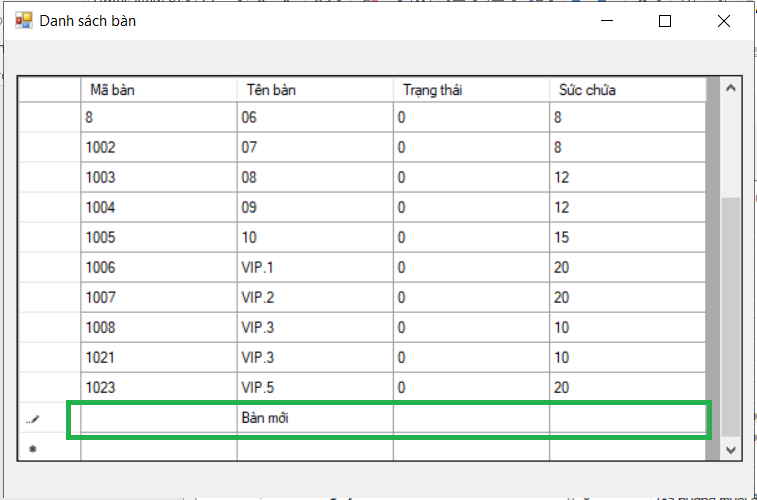 Danh sách bàn
Mã bàn Tên bàn Trạng thái Sức chứa
8 06 0 8
1002 07 0 8
1003 08 0 12
1004 09 0 12
1005 10 0 15
1006 VIP.1 0 20
1007 VIP.2 0 20
1008 VIP.3 0 10
1021 VIP.3 0 10
1023 VIP.5 0 20
Bàn mới